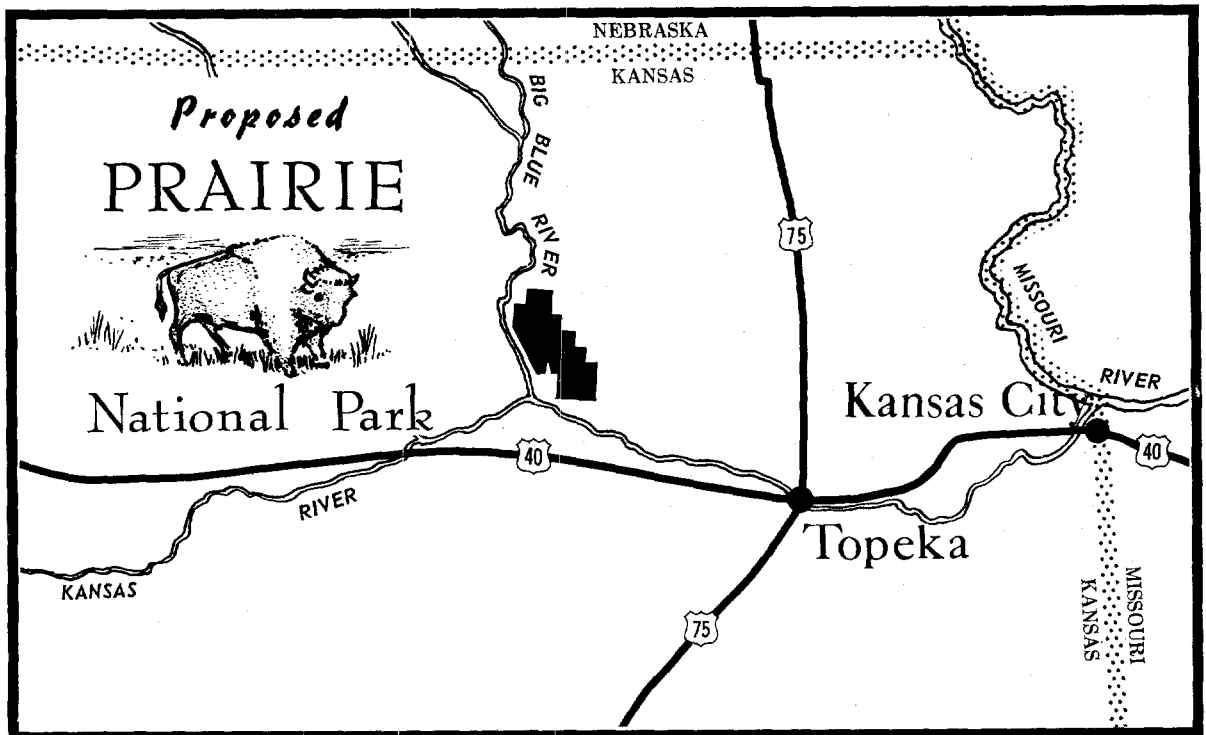 NEBRASKA
KANSAS
Proposed
PRAIRIE
National Park
BIG BLUE RIVER
75
MISSOURI RIVER
Kansas City
40
40
KANSAS RIVER
Topeka
75
KANSAS
MISSOURI